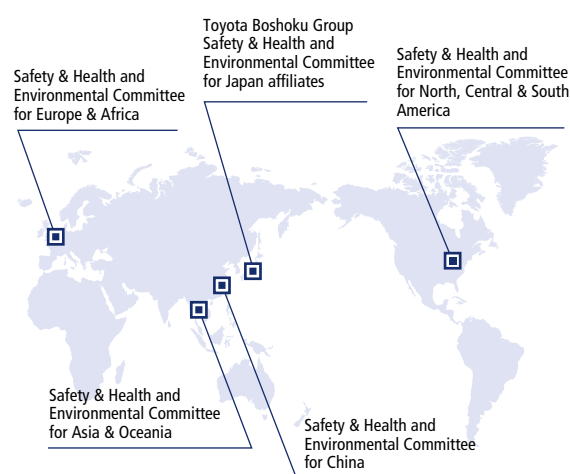 Toyota Boshoku Group
Safety & Health and
Environmental Committee
for Japan affiliates
Safety & Health and
Environmental Committee
for North, Central & South
America
Safety & Health and
Environmental Committee
for Europe & Africa
Safety & Health and
Environmental Committee
for Asia & Oceania
Safety & Health and
Environmental Committee
for China